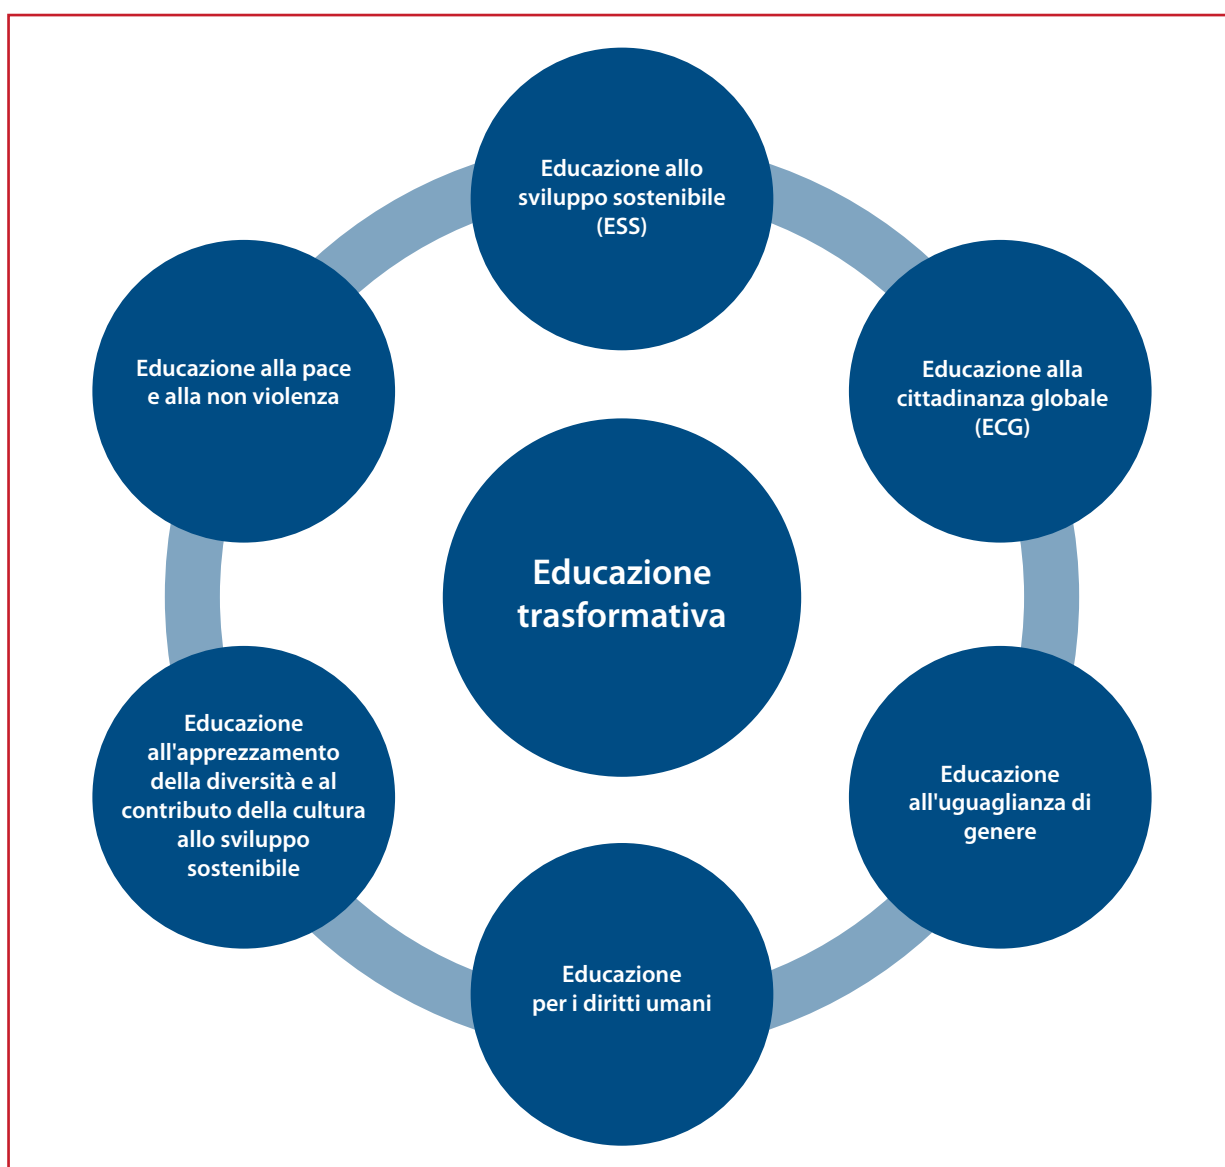 Educazione allo
sviluppo sostenibile
(ESS)
Educazione alla
cittadinanza globale
(ECG)
Educazione
all'uguaglianza di
genere
Educazione
per i diritti umani
Educazione
all'apprezzamento
della diversità e al
contributo della cultura
allo sviluppo
sostenibile
Educazione alla pace
e alla non violenza
Educazione
trasformativa